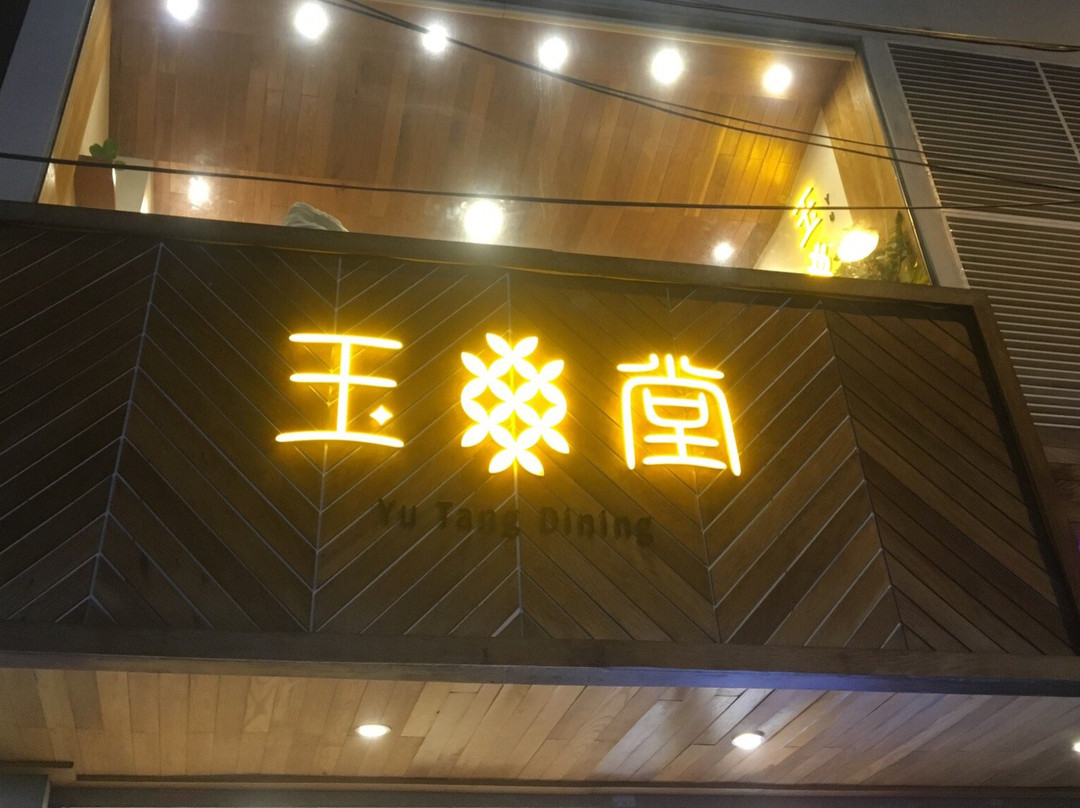 玉堂
Yu Tang Dining